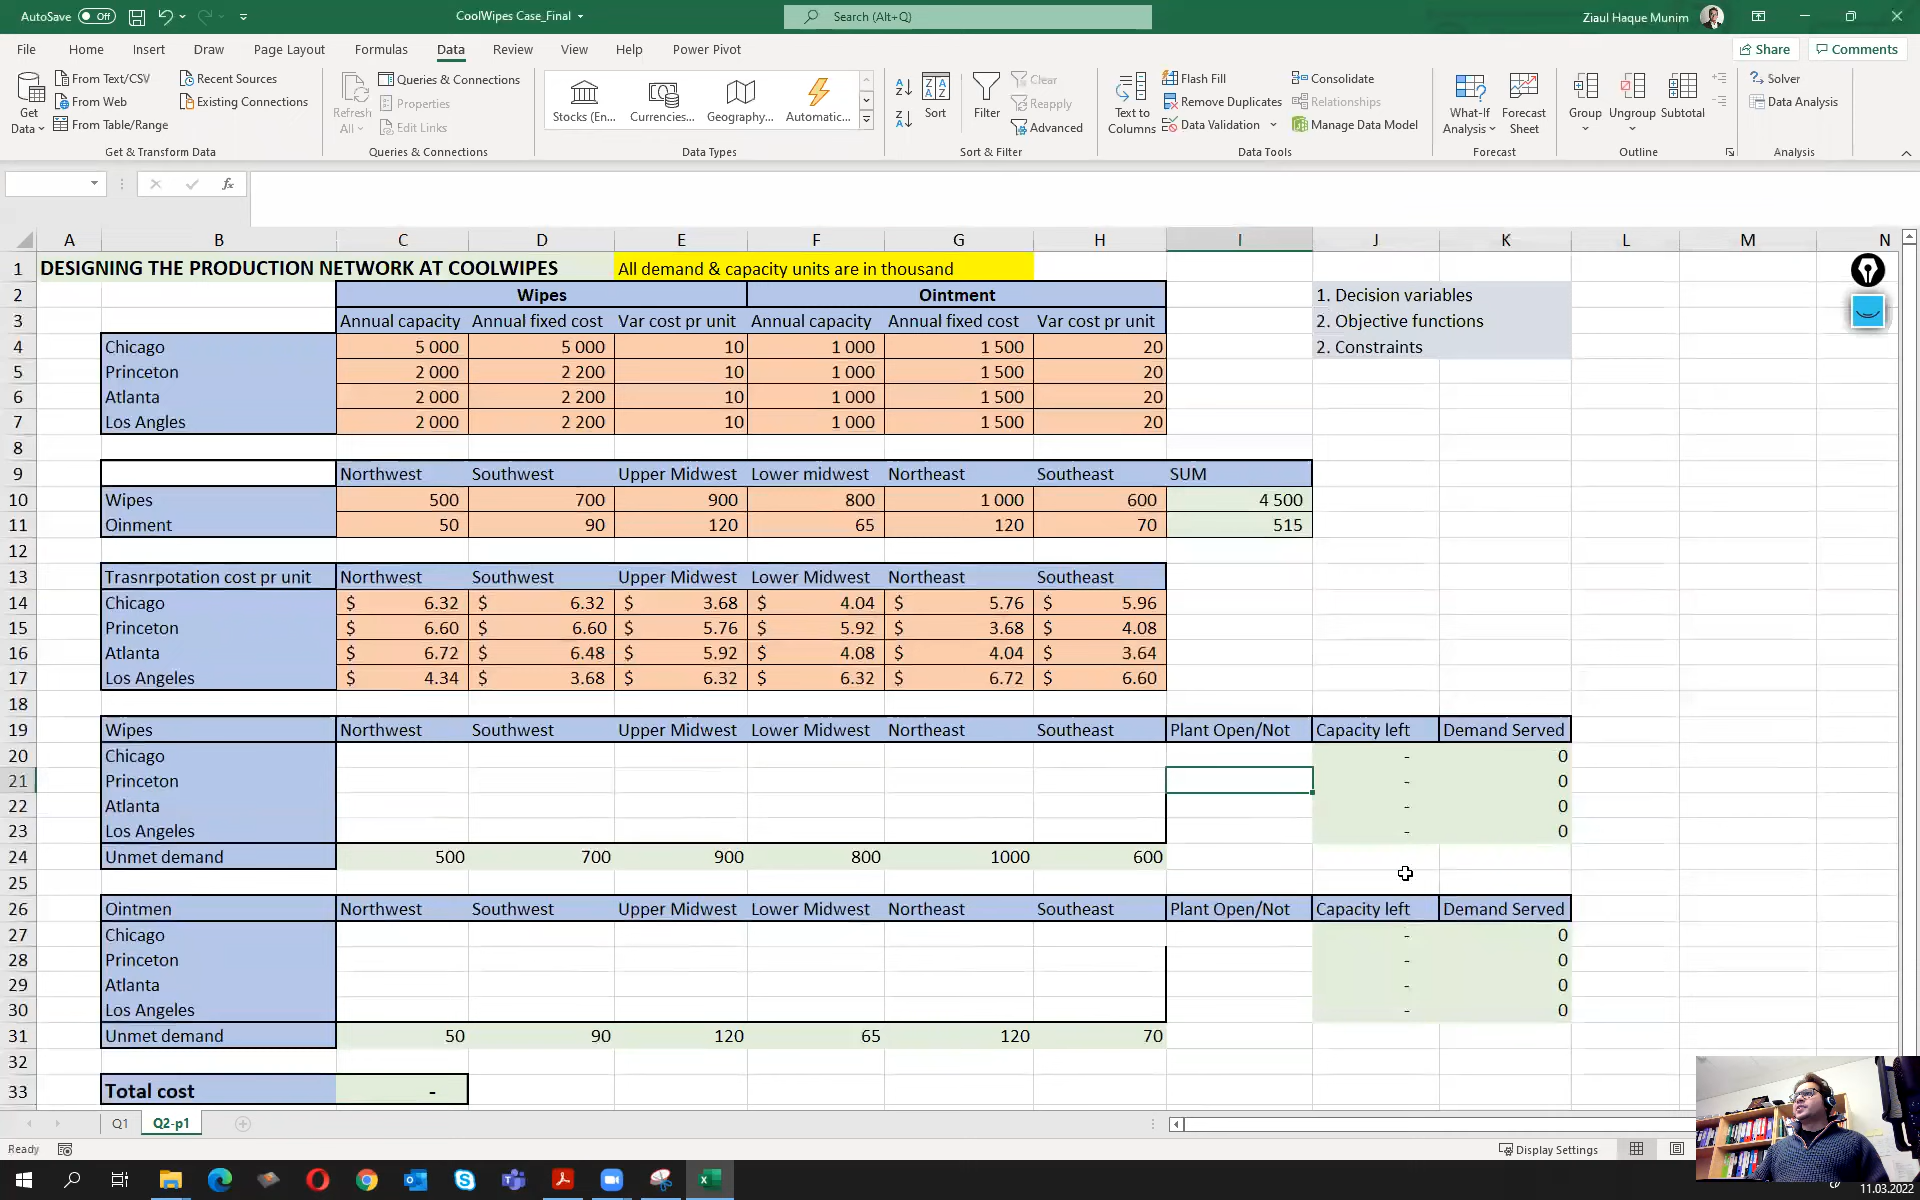 AutoSave Off CoolWipes Case_Final Search (Alt+Q) Ziaul Haque Munim
File Home Insert Draw Page Layout Formulas Data Review View Help Power Pivot Share Comments
From Text/CSV Recent Sources Queries & Connections Clear Flash Fill Consolidate Solver
From Web Existing Connections Properties Reapply Remove Duplicates Relationships Data Analysis
Get Data From Table/Range Refresh All Edit Links Stocks (En... Currencies... Geography... Automatic... Sort Filter Advanced Text to Columns Data Validation Manage Data Model What-If Analysis Forecast Sheet Group Ungroup Subtotal
Get & Transform Data Queries & Connections Data Types Sort & Filter Data Tools Forecast Outline Analysis
fx
A B C D E F G H I J K L M N
1 DESIGNING THE PRODUCTION NETWORK AT COOLWIPES All demand & capacity units are in thousand
2 Wipes Ointment 1. Decision variables
3 Annual capacity Annual fixed cost Var cost pr unit Annual capacity Annual fixed cost Var cost pr unit 2. Objective functions
4 Chicago 5 000 5 000 10 1 000 1 500 20 2. Constraints
5 Princeton 2 000 2 200 10 1 000 1 500 20
6 Atlanta 2 000 2 200 10 1 000 1 500 20
7 Los Angles 2 000 2 200 10 1 000 1 500 20
8
9 Northwest Southwest Upper Midwest Lower midwest Northeast Southeast SUM
10 Wipes 500 700 900 800 1 000 600 4 500
11 Oinment 50 90 120 65 120 70 515
12
13 Trasnrpotation cost pr unit Northwest Southwest Upper Midwest Lower Midwest Northeast Southeast
14 Chicago $ 6.32 $ 6.32 $ 3.68 $ 4.04 $ 5.76 $ 5.96
15 Princeton $ 6.60 $ 6.60 $ 5.76 $ 5.92 $ 3.68 $ 4.08
16 Atlanta $ 6.72 $ 6.48 $ 5.92 $ 4.08 $ 4.04 $ 3.64
17 Los Angeles $ 4.34 $ 3.68 $ 6.32 $ 6.32 $ 6.72 $ 6.60
18
19 Wipes Northwest Southwest Upper Midwest Lower Midwest Northeast Southeast Plant Open/Not Capacity left Demand Served
20 Chicago - 0
21 Princeton - 0
22 Atlanta - 0
23 Los Angeles - 0
24 Unmet demand 500 700 900 800 1000 600
25
26 Ointmen Northwest Southwest Upper Midwest Lower Midwest Northeast Southeast Plant Open/Not Capacity left Demand Served
27 Chicago - 0
28 Princeton - 0
29 Atlanta - 0
30 Los Angeles - 0
31 Unmet demand 50 90 120 65 120 70
32
33 Total cost -
Q1 Q2-p1
Ready Display Settings
11.03.2022